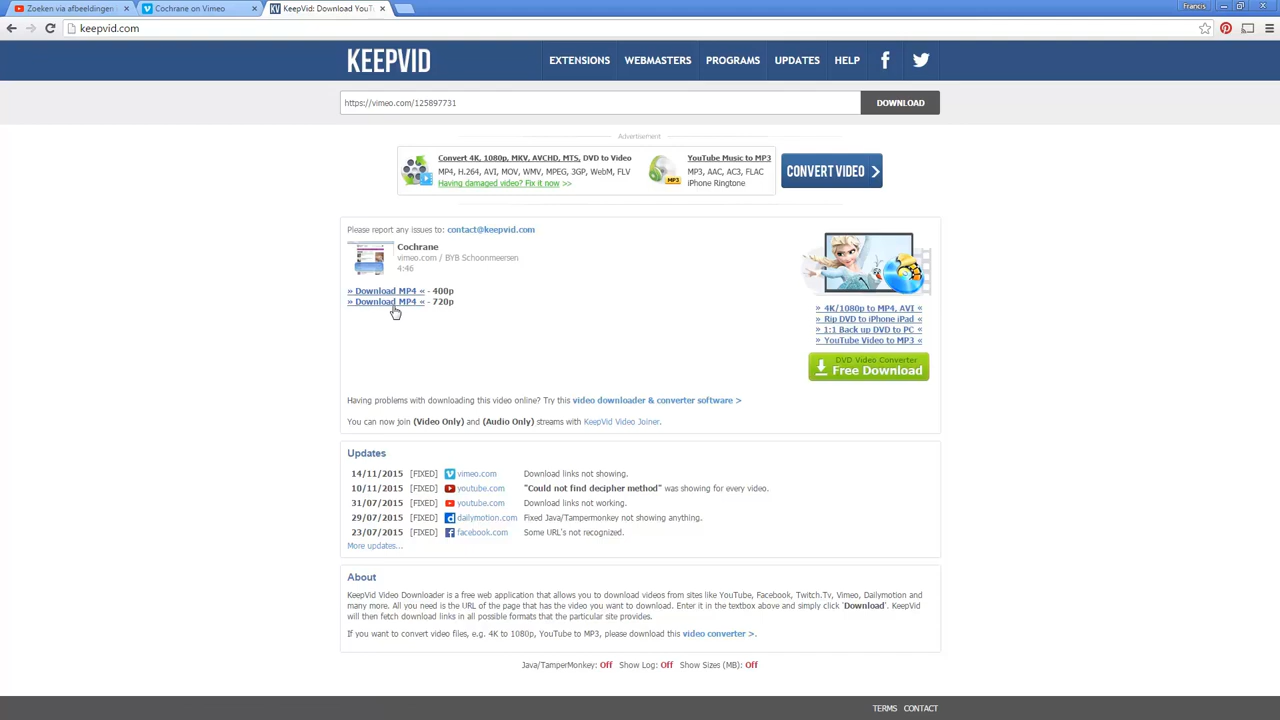 Zoeken via afbeeldingen
Cochrane on Vimeo
KeepVid: Download YouT
Francis
keepvid.com
KEEPVID
EXTENSIONS WEBMASTERS PROGRAMS UPDATES HELP
https://vimeo.com/125897731
DOWNLOAD
Advertisement
Convert 4K, 1080p, MKV, AVCHD, MTS, DVD to Video
MP4, H.264, AVI, MOV, WMV, MPEG, 3GP, WebM, FLV
Having damaged video? Fix it now >>
MP3
YouTube Music to MP3
MP3, AAC, AC3, FLAC
iPhone Ringtone
CONVERT VIDEO
Please report any issues to: contact@keepvid.com
Cochrane
vimeo.com / BYB Schoonmeersen
4:46
» Download MP4 « - 400p
» Download MP4 « - 720p
» 4K/1080p to MP4, AVI «
» Rip DVD to iPhone iPad «
» 1:1 Back up DVD to PC «
» YouTube Video to MP3 «
DVD Video Converter
Free Download
Having problems with downloading this video online? Try this video downloader & converter software >
You can now join (Video Only) and (Audio Only) streams with KeepVid Video Joiner.
Updates
14/11/2015 [FIXED] vimeo.com Download links not showing.
10/11/2015 [FIXED] youtube.com "Could not find decipher method" was showing for every video.
31/07/2015 [FIXED] youtube.com Download links not working.
29/07/2015 [FIXED] dailymotion.com Fixed Java/Tampermonkey not showing anything.
23/07/2015 [FIXED] facebook.com Some URL's not recognized.
More updates...
About
KeepVid Video Downloader is a free web application that allows you to download videos from sites like YouTube, Facebook, Twitch.Tv, Vimeo, Dailymotion and
many more. All you need is the URL of the page that has the video you want to download. Enter it in the textbox above and simply click `Download`. KeepVid
will then fetch download links in all possible formats that the particular site provides.
If you want to convert video files, e.g. 4K to 1080p, YouTube to MP3, please download this video converter >.
Java/TamperMonkey: Off Show Log: Off Show Sizes (MB): Off
TERMS CONTACT